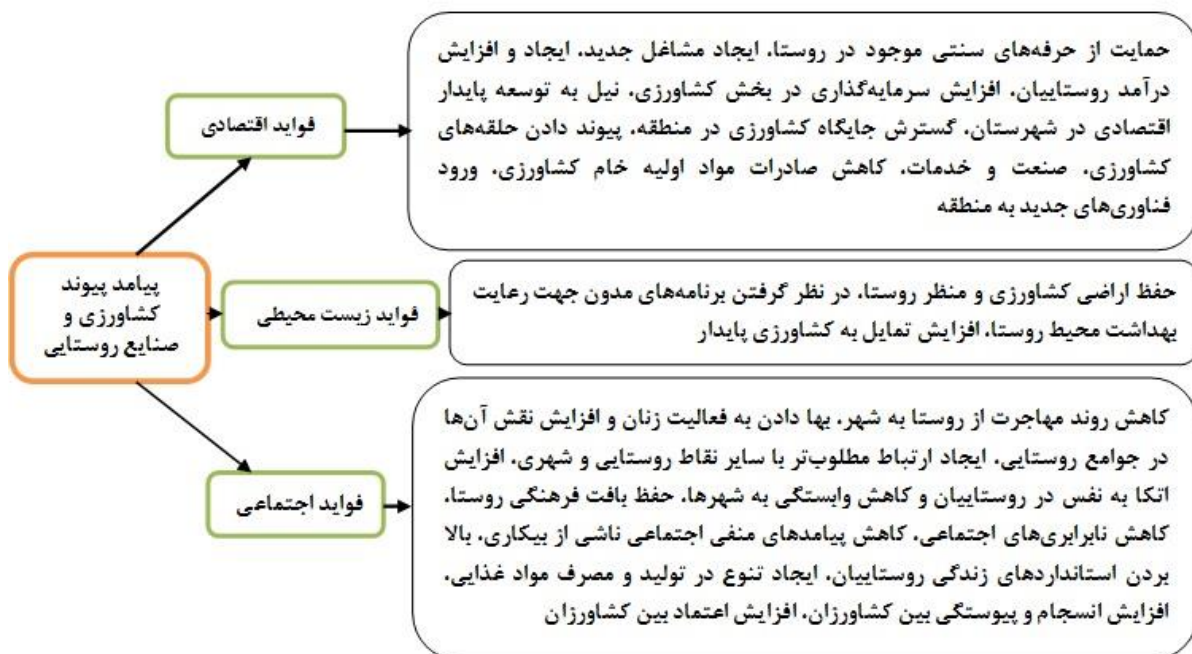 پیامد پیوند
کشاورزی و
صنایع روستایی
فواید اقتصادی
حمایت از حرفه‌های سنتی موجود در روستا، ایجاد مشاغل جدید، ایجاد و افزایش
درآمد روستاییان، افزایش سرمایه‌گذاری در بخش کشاورزی، نیل به توسعه پایدار
اقتصادی در شهرستان، گسترش جایگاه کشاورزی در منطقه، پیوند دادن حلقه‌های
کشاورزی، صنعت و خدمات، کاهش صادرات مواد اولیه خام کشاورزی، ورود
فناوری‌های جدید به منطقه
فواید زیست محیطی
حفظ اراضی کشاورزی و منظر روستا، در نظر گرفتن برنامه‌های مدون جهت رعایت
بهداشت محیط روستا، افزایش تمایل به کشاورزی پایدار
فواید اجتماعی
کاهش روند مهاجرت از روستا به شهر، بها دادن به فعالیت زنان و افزایش نقش آن‌ها
در جوامع روستایی، ایجاد ارتباط مطلوب‌تر با سایر نقاط روستایی و شهری، افزایش
اتکا به نفس در روستاییان و کاهش وابستگی به شهرها، حفظ بافت فرهنگی روستا،
کاهش نابرابری‌های اجتماعی، کاهش پیامدهای منفی اجتماعی ناشی از بیکاری، بالا
بردن استانداردهای زندگی روستاییان، ایجاد تنوع در تولید و مصرف مواد غذایی،
افزایش انسجام و پیوستگی بین کشاورزان، افزایش اعتماد بین کشاورزان